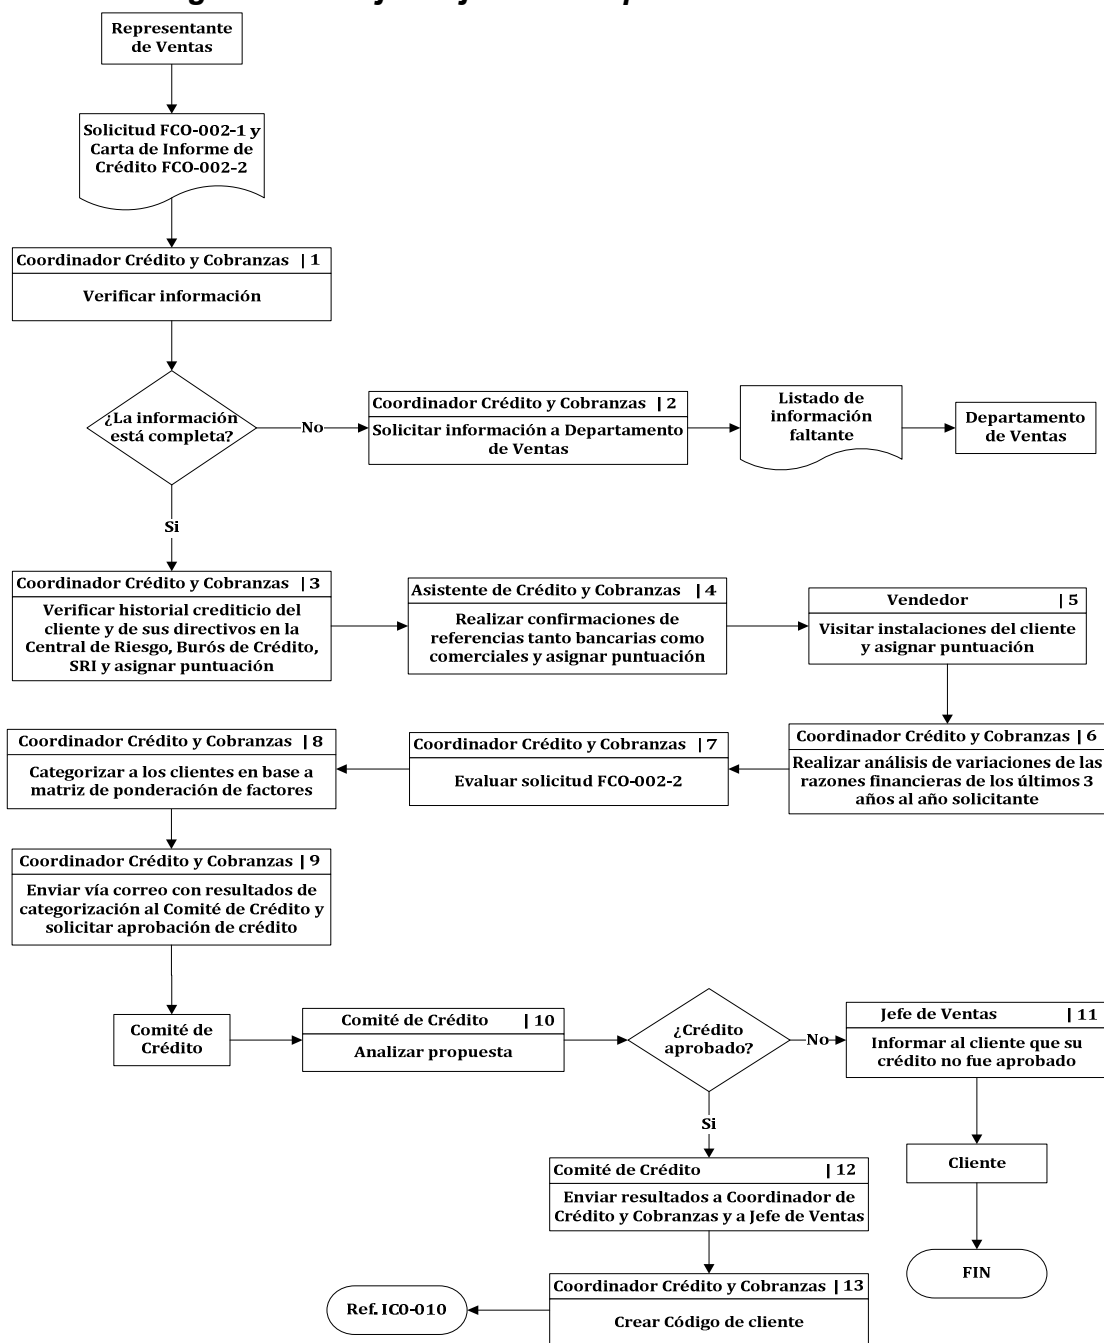 Representante
de Ventas
Solicitud FCO-002-1 y
Carta de Informe de
Crédito FCO-002-2
Coordinador Crédito y Cobranzas | 1
Verificar información
¿La información
está completa?
No
Coordinador Crédito y Cobranzas | 2
Solicitar información a Departamento
de Ventas
Listado de
información
faltante
Departamento
de Ventas
Si
Coordinador Crédito y Cobranzas | 3
Verificar historial crediticio del
cliente y de sus directivos en la
Central de Riesgo, Burós de Crédito,
SRI y asignar puntuación
Asistente de Crédito y Cobranzas | 4
Realizar confirmaciones de
referencias tanto bancarias como
comerciales y asignar puntuación
Vendedor | 5
Visitar instalaciones del cliente
y asignar puntuación
Coordinador Crédito y Cobranzas | 6
Realizar análisis de variaciones de las
razones financieras de los últimos 3
años al año solicitante
Coordinador Crédito y Cobranzas | 7
Evaluar solicitud FCO-002-2
Coordinador Crédito y Cobranzas | 8
Categorizar a los clientes en base a
matriz de ponderación de factores
Coordinador Crédito y Cobranzas | 9
Enviar vía correo con resultados de
categorización al Comité de Crédito y
solicitar aprobación de crédito
Comité de
Crédito
Comité de Crédito | 10
Analizar propuesta
¿Crédito
aprobado?
No
Jefe de Ventas | 11
Informar al cliente que su
crédito no fue aprobado
Si
Cliente
Comité de Crédito | 12
Enviar resultados a Coordinador de
Crédito y Cobranzas y a Jefe de Ventas
FIN
Coordinador Crédito y Cobranzas | 13
Crear Código de cliente
Ref. IC0-010